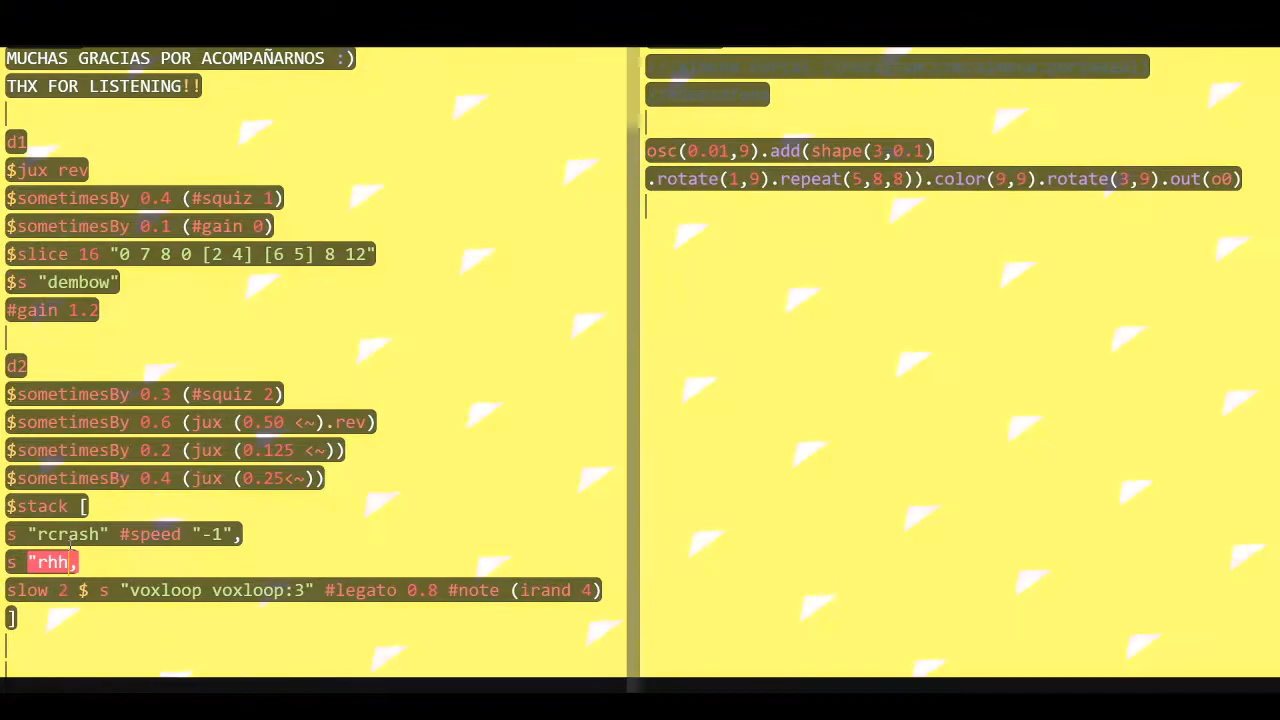 MUCHAS GRACIAS POR ACOMPAÑARNOS :)
THX FOR LISTENING!!
d1
$jux rev
$sometimesBy 0.4 (#squiz 1)
$sometimesBy 0.1 (#gain 0)
$slice 16 "0 7 8 0 [2 4] [6 5] 8 12"
$s "dembow"
#gain 1.2
d2
$sometimesBy 0.3 (#squiz 2)
$sometimesBy 0.6 (jux (0.50 <~).rev)
$sometimesBy 0.2 (jux (0.125 <~))
$sometimesBy 0.4 (jux (0.25<~))
$stack [
s "rcrash" #speed "-1",
s "rhh,
slow 2 $ s "voxloop voxloop:3" #legato 0.8 #note (irand 4)
]
osc(0.01,9).add(shape(3,0.1)
.rotate(1,9).repeat(5,8,8)).color(9,9).rotate(3,9).out(o0)